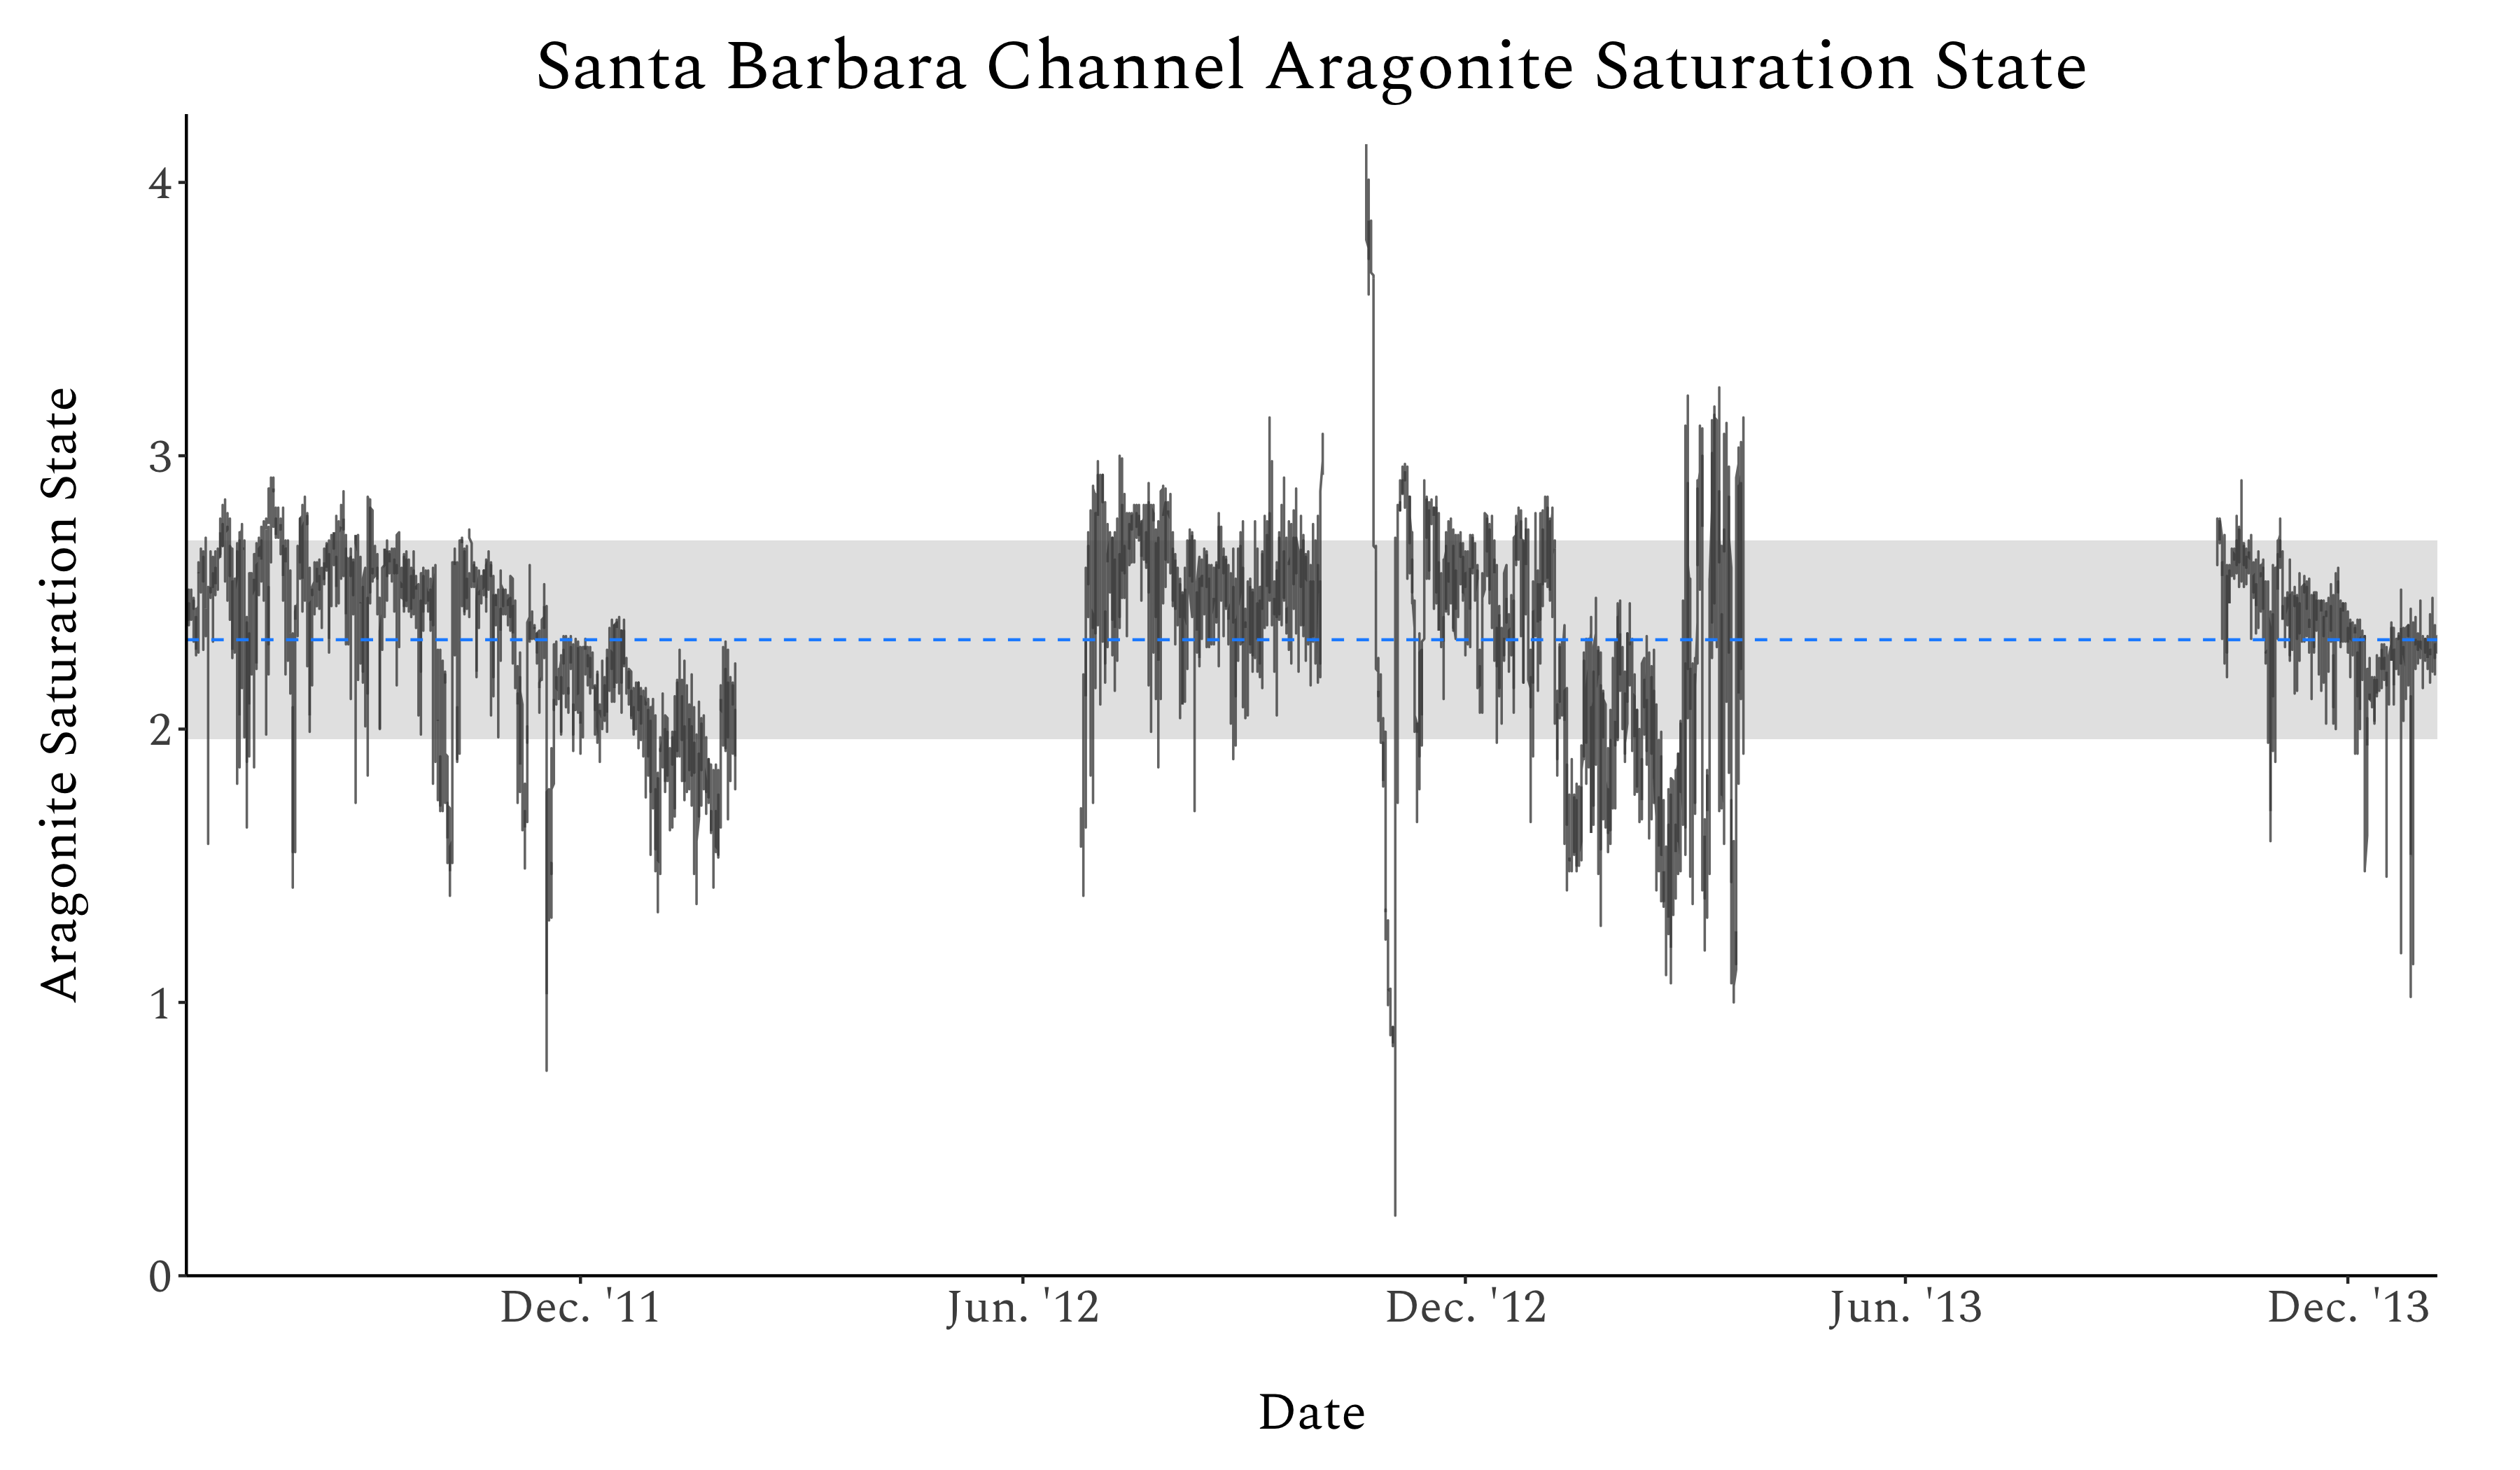 Santa Barbara Channel Aragonite Saturation State
Aragonite Saturation State
4
3
2
1
0
Dec. '11
Jun. '12
Dec. '12
Jun. '13
Dec. '13
Date